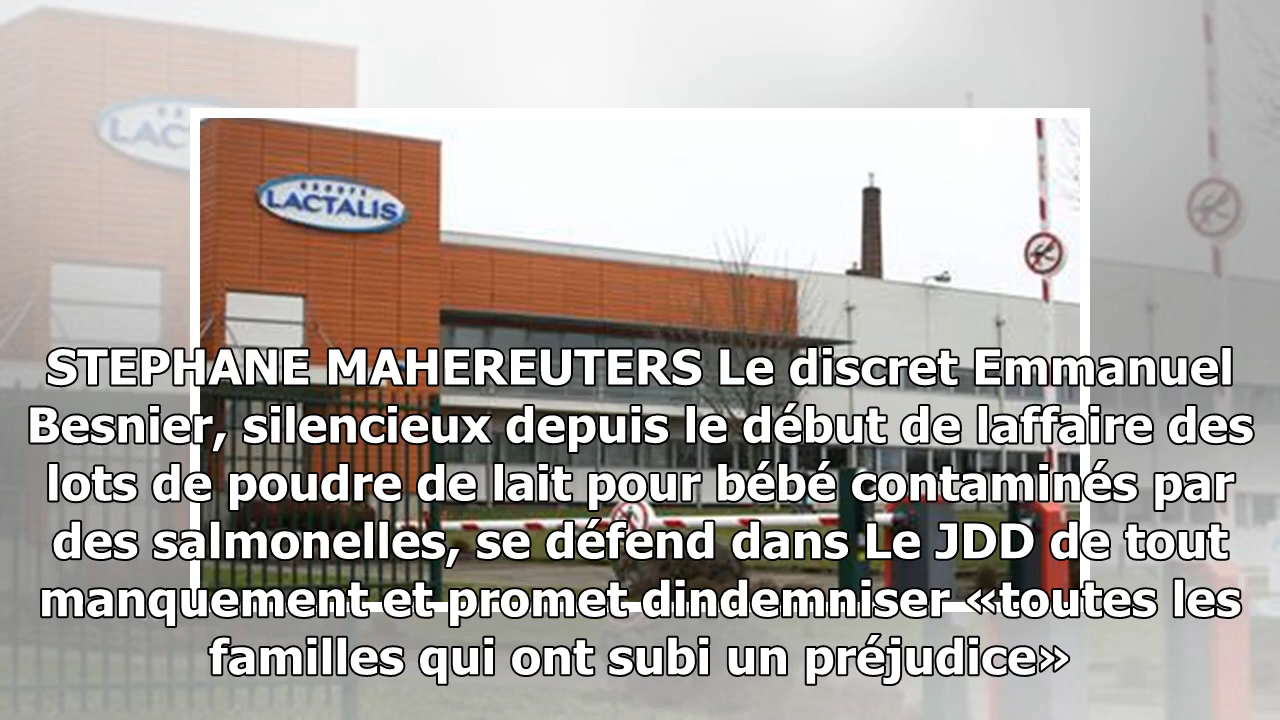 GROUPE
LACTALIS
LAC
STEPHANE MAHEREUTERS Le discret Emmanuel
Besnier, silencieux depuis le début de laffaire des
lots de poudre de lait pour bébé contaminés par
des salmonelles, se défend dans Le JDD de tout
manquement et promet dindemniser «toutes les
familles qui ont subi un préjudice»